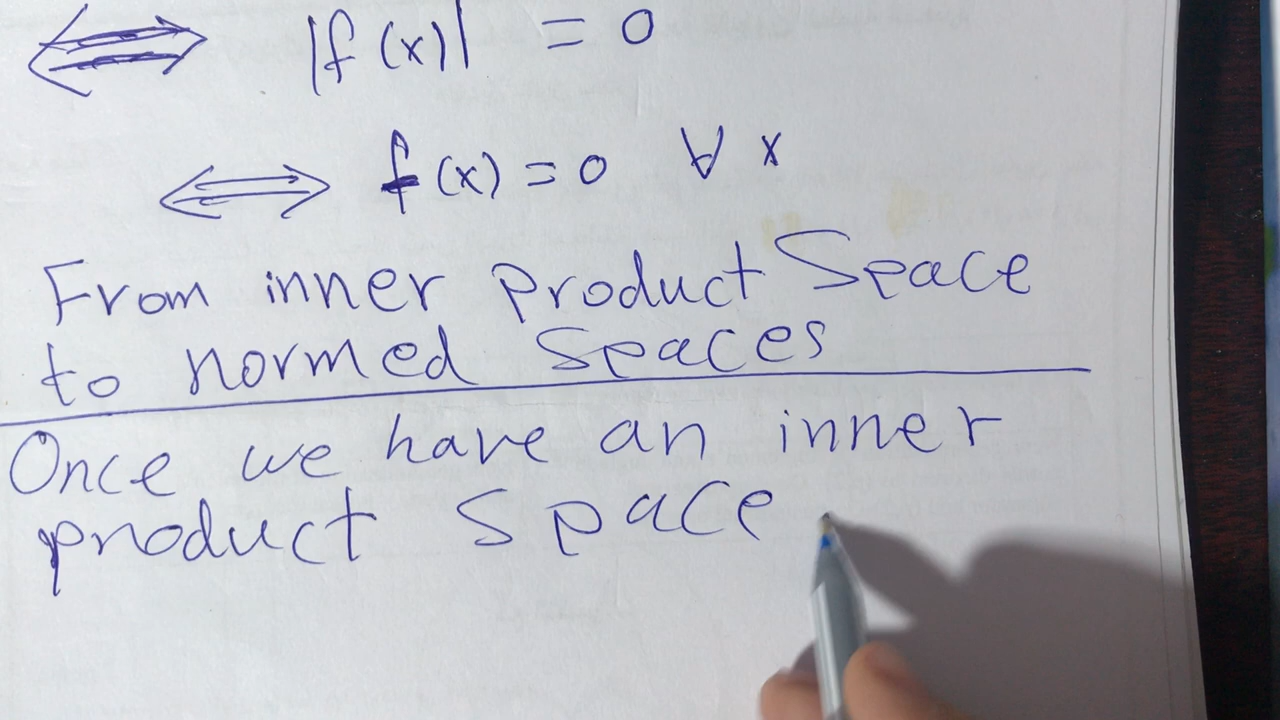 ⟺ |f(x)| = 0
⟺ f(x) = 0 ∀ x
From inner product Space
to normed spaces
Once we have an inner
product space